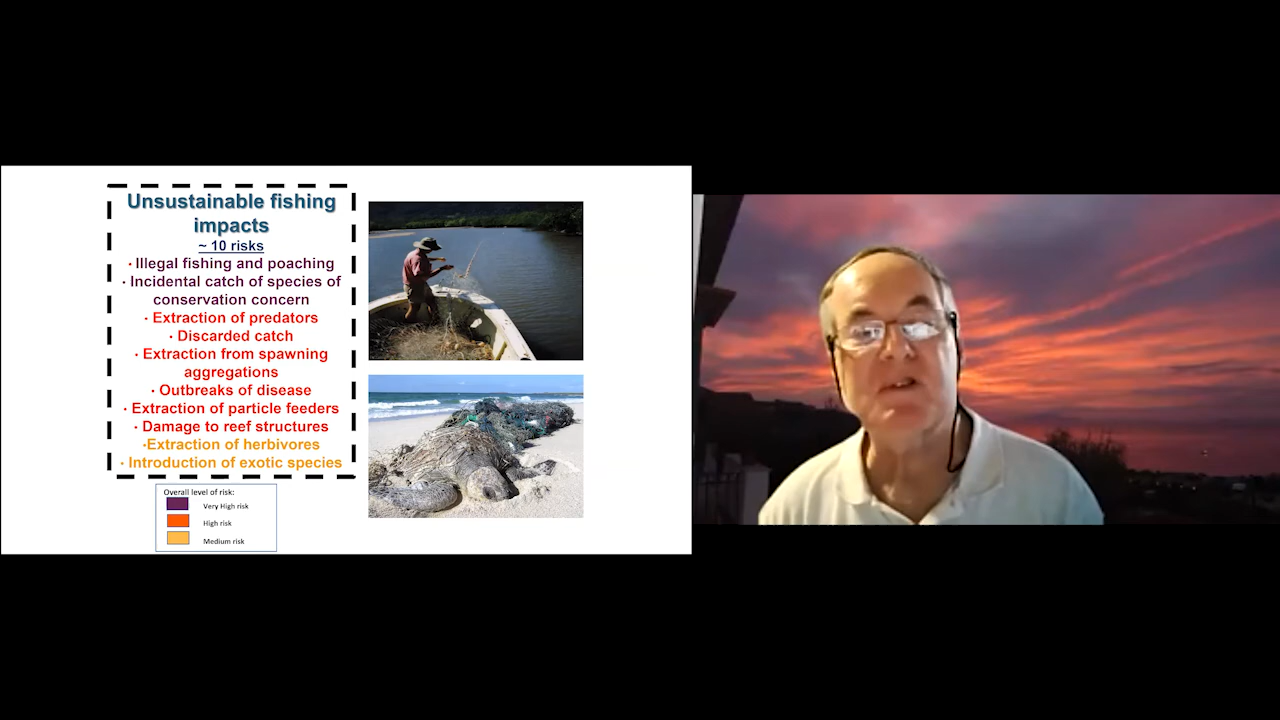 Unsustainable fishing
impacts
~ 10 risks
· Illegal fishing and poaching
· Incidental catch of species of
conservation concern
· Extraction of predators
· Discarded catch
· Extraction from spawning
aggregations
· Outbreaks of disease
· Extraction of particle feeders
· Damage to reef structures
·Extraction of herbivores
· Introduction of exotic species
Overall level of risk:
Very High risk
High risk
Medium risk